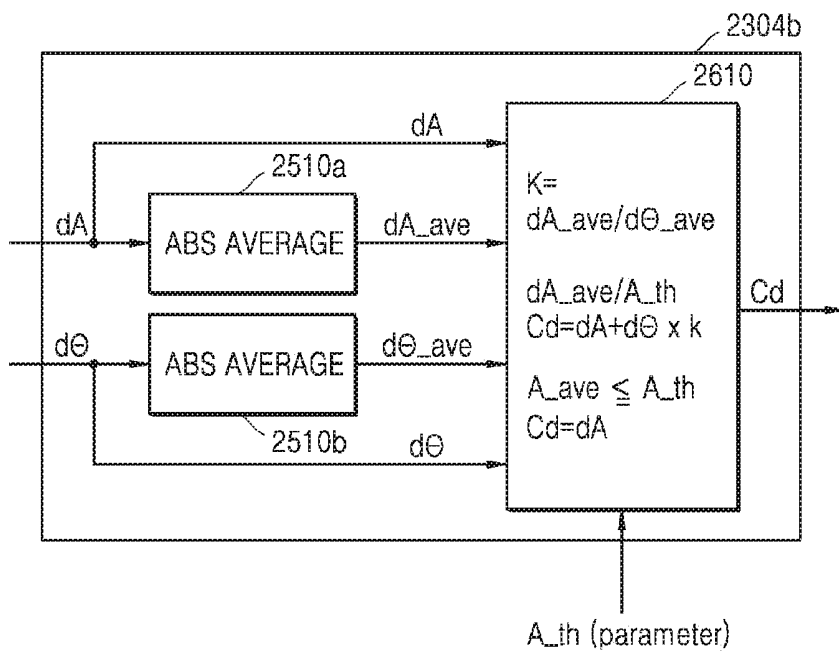 2304b
2610
dA
2510a
dA
ABS AVERAGE
dA_ave
K=
dA_ave/dΘ_ave
dA_ave/A_th
Cd=dA+dΘ x k
A_ave ≦ A_th
Cd=dA
Cd
dΘ
ABS AVERAGE
dΘ_ave
2510b
dΘ
A_th (parameter)